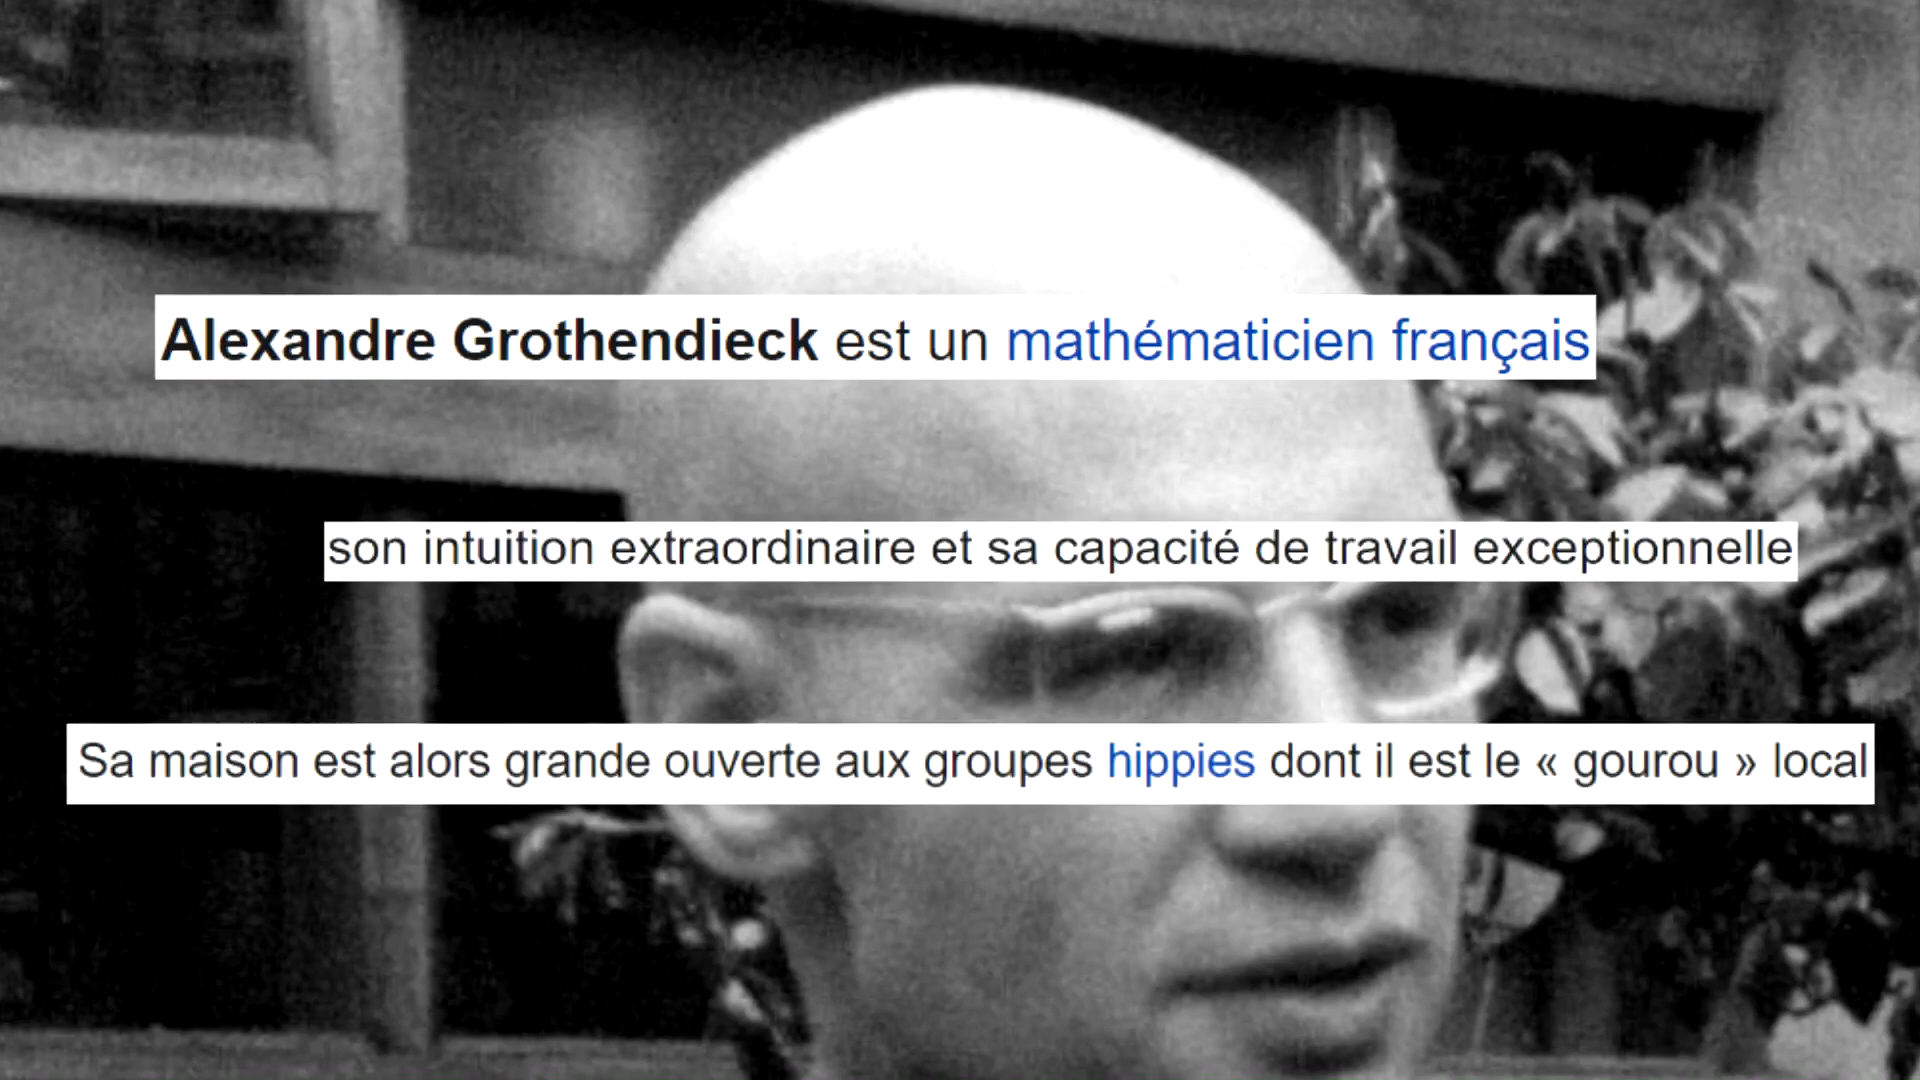 Alexandre Grothendieck est un mathématicien français
son intuition extraordinaire et sa capacité de travail exceptionnelle
Sa maison est alors grande ouverte aux groupes hippies dont il est le « gourou » local